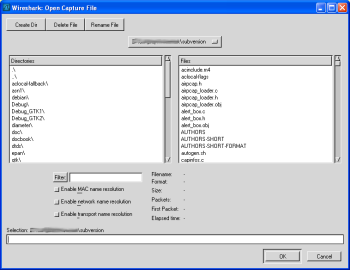 Wireshark: Open Capture File
Create Dir Delete File Rename File
\subversion
Directories Files
.\ acinclude.m4
..\ aclocal-flags
aclocal-fallback\ airpcap.h
asn1\ airpcap_loader.c
debian\ airpcap_loader.h
Debug\ airpcap_loader.obj
Debug_GTK1\ alert_box.c
Debug_GTK2\ alert_box.h
diameter\ alert_box.obj
doc\ AUTHORS
docbook\ AUTHORS-SHORT
dtds\ AUTHORS-SHORT-FORMAT
epan\ autogen.sh
gtk\ capinfos.c
Filter: Filename: -
Format: -
Enable MAC name resolution Size: -
Enable network name resolution Packets: -
First Packet: -
Enable transport name resolution Elapsed time: -
Selection: \subversion
OK Cancel